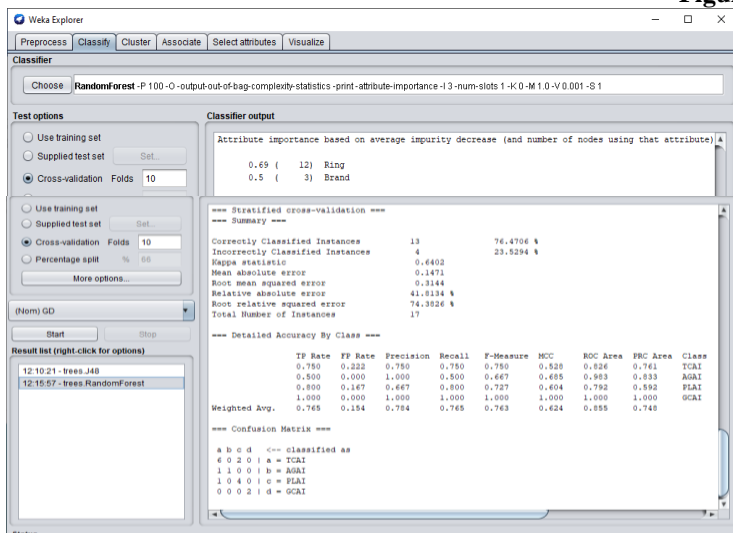 Figu
Weka Explorer
Preprocess Classify Cluster Associate Select attributes Visualize
Classifier
Choose RandomForest -P 100 -O -output-out-of-bag-complexity-statistics -print-attribute-importance -I 3 -num-slots 1 -K 0 -M 1.0 -V 0.001 -S 1
Test options
Use training set
Supplied test set Set...
Cross-validation Folds 10
Classifier output
Attribute importance based on average impurity decrease (and number of nodes using that attribute)
0.69 ( 12) Ring
0.5 ( 3) Brand
Use training set
Supplied test set Set...
Cross-validation Folds 10
Percentage split % 66
More options...
(Nom) GD
Start Stop
Result list (right-click for options)
12:10:21 - trees.J48
12:15:57 - trees.RandomForest
=== Stratified cross-validation ===
=== Summary ===
Correctly Classified Instances 13 76.4706 %
Incorrectly Classified Instances 4 23.5294 %
Kappa statistic 0.6402
Mean absolute error 0.1471
Root mean squared error 0.3144
Relative absolute error 41.8134 %
Root relative squared error 74.3826 %
Total Number of Instances 17
=== Detailed Accuracy By Class ===
TP Rate FP Rate Precision Recall F-Measure MCC ROC Area PRC Area Class
0.750 0.222 0.750 0.750 0.750 0.528 0.826 0.761 TCAI
0.500 0.000 1.000 0.500 0.667 0.685 0.983 0.833 AGAI
0.800 0.167 0.667 0.800 0.727 0.604 0.792 0.592 PLAI
1.000 0.000 1.000 1.000 1.000 1.000 1.000 1.000 GCAI
Weighted Avg. 0.765 0.154 0.784 0.765 0.763 0.624 0.855 0.748
=== Confusion Matrix ===
a b c d <-- classified as
6 0 2 0 | a = TCAI
1 1 0 0 | b = AGAI
1 0 4 0 | c = PLAI
0 0 0 2 | d = GCAI